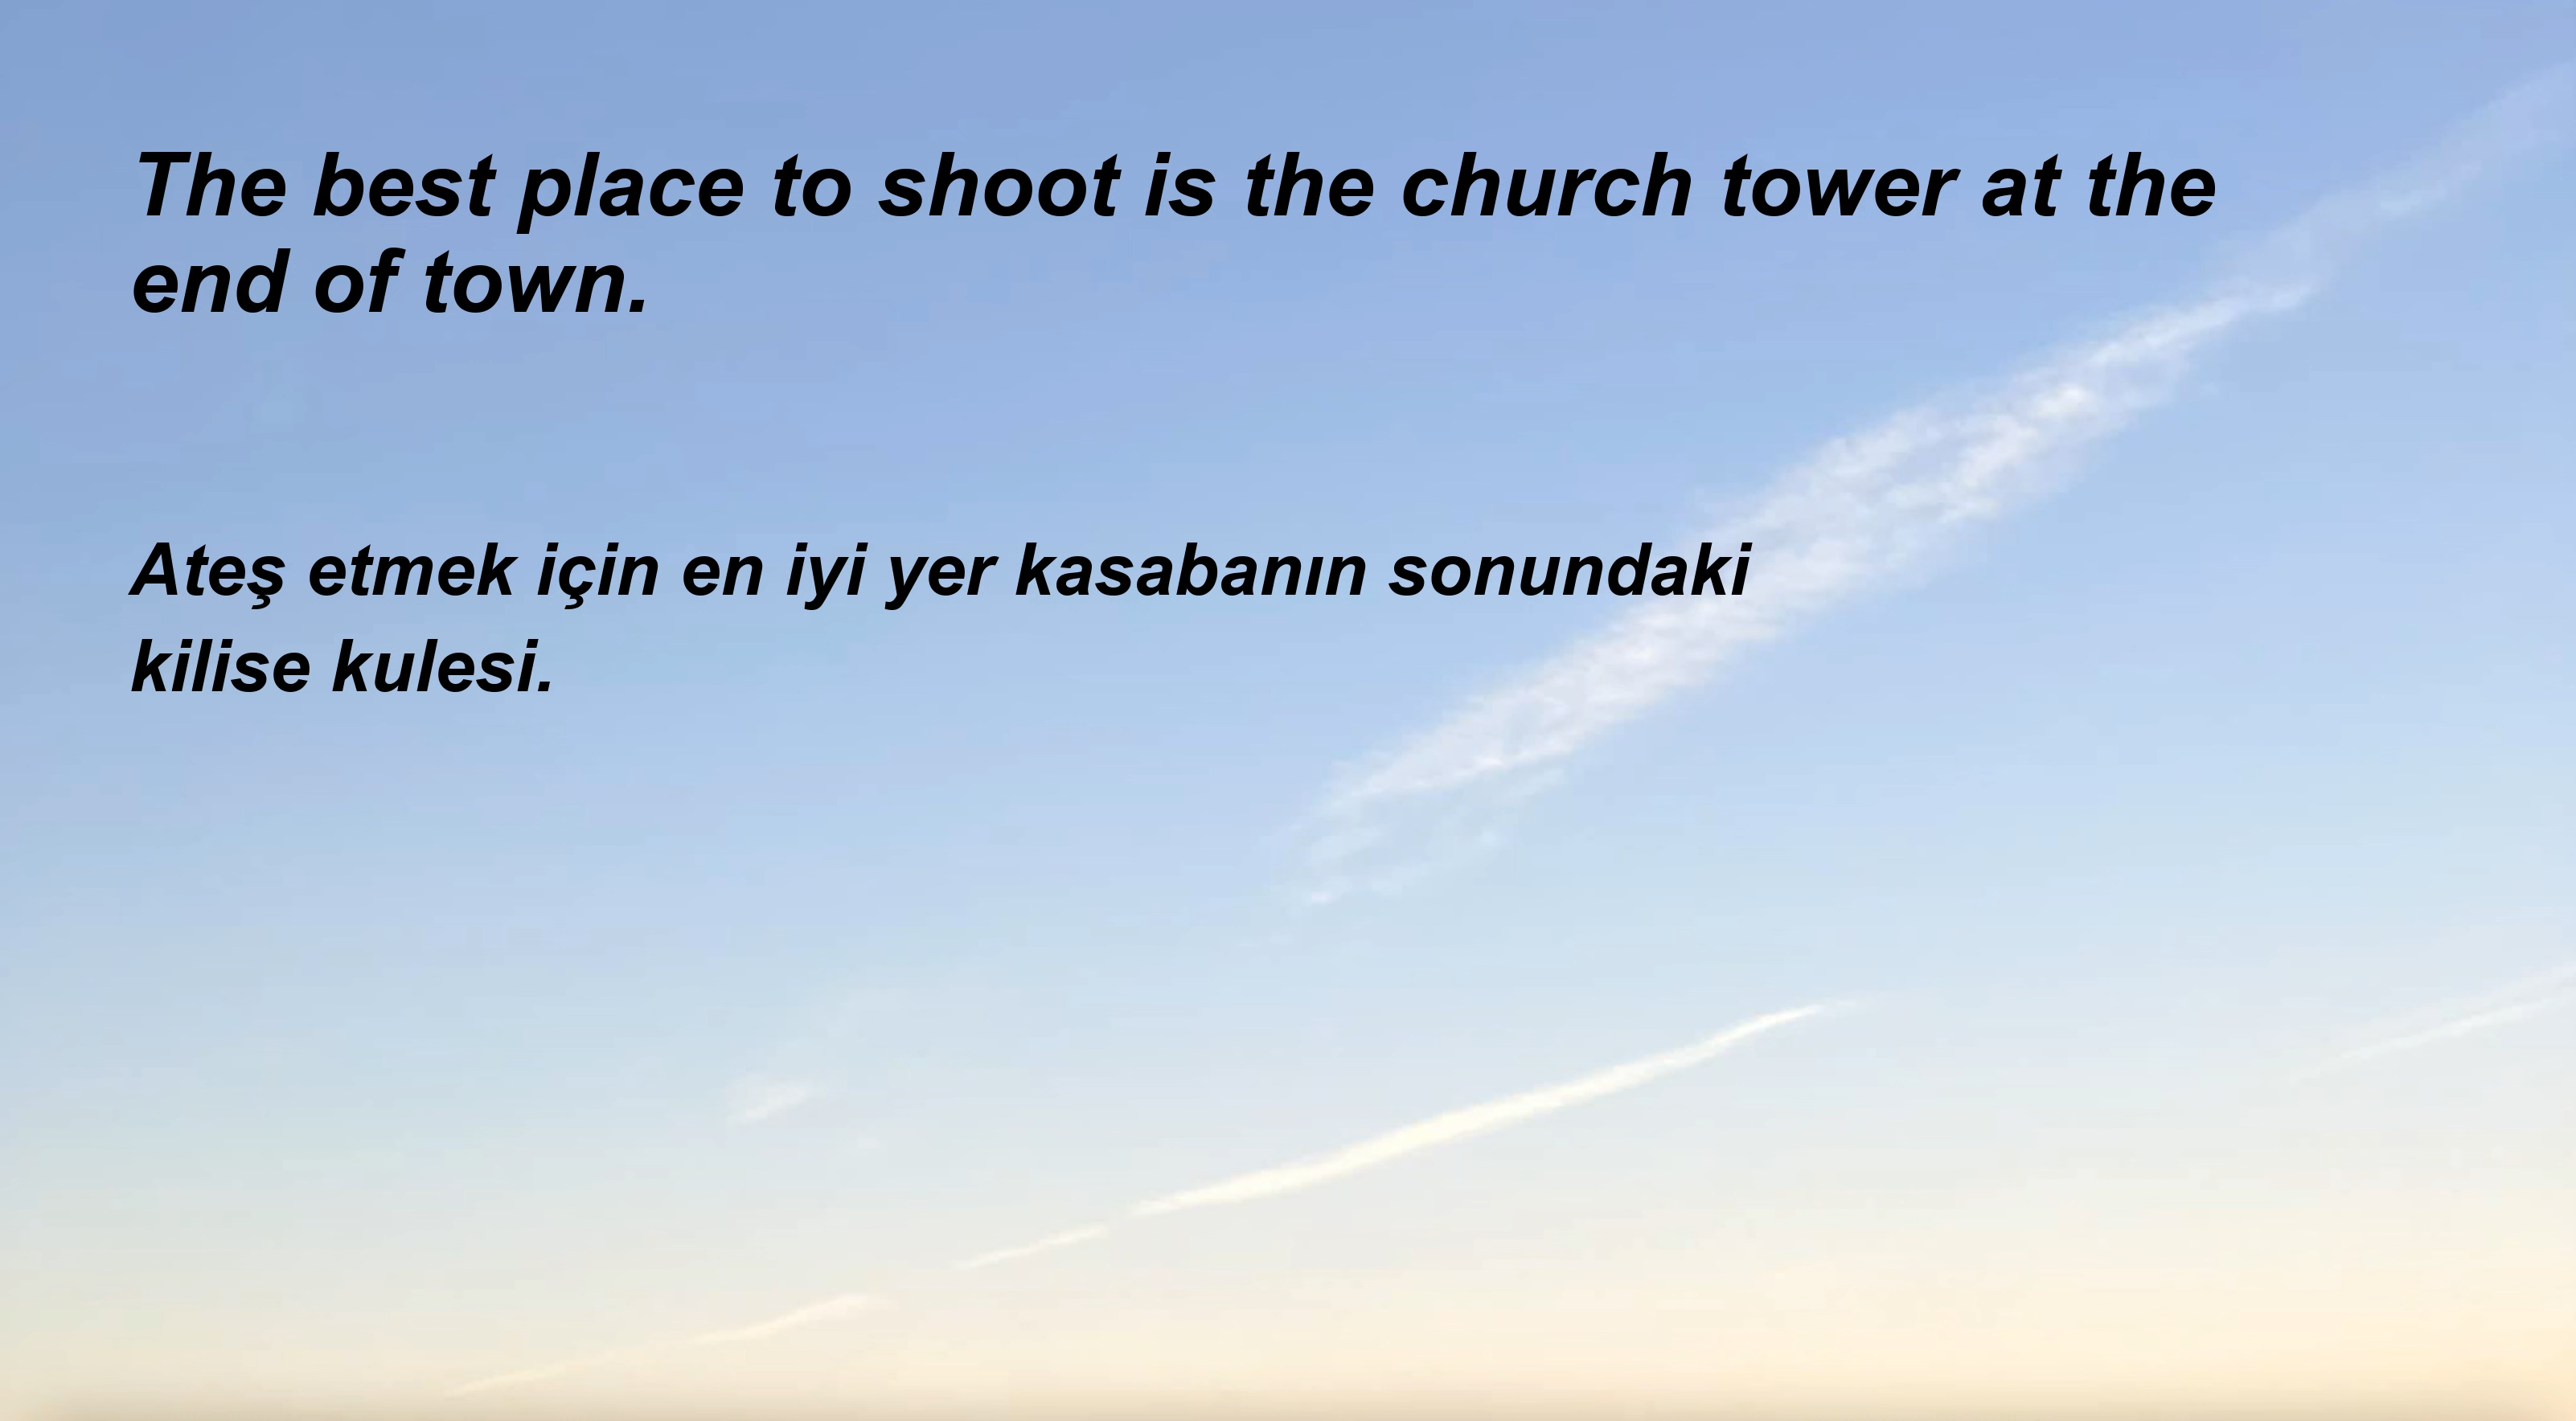 The best place to shoot is the church tower at the
end of town.
Ateş etmek için en iyi yer kasabanın sonundaki
kilise kulesi.